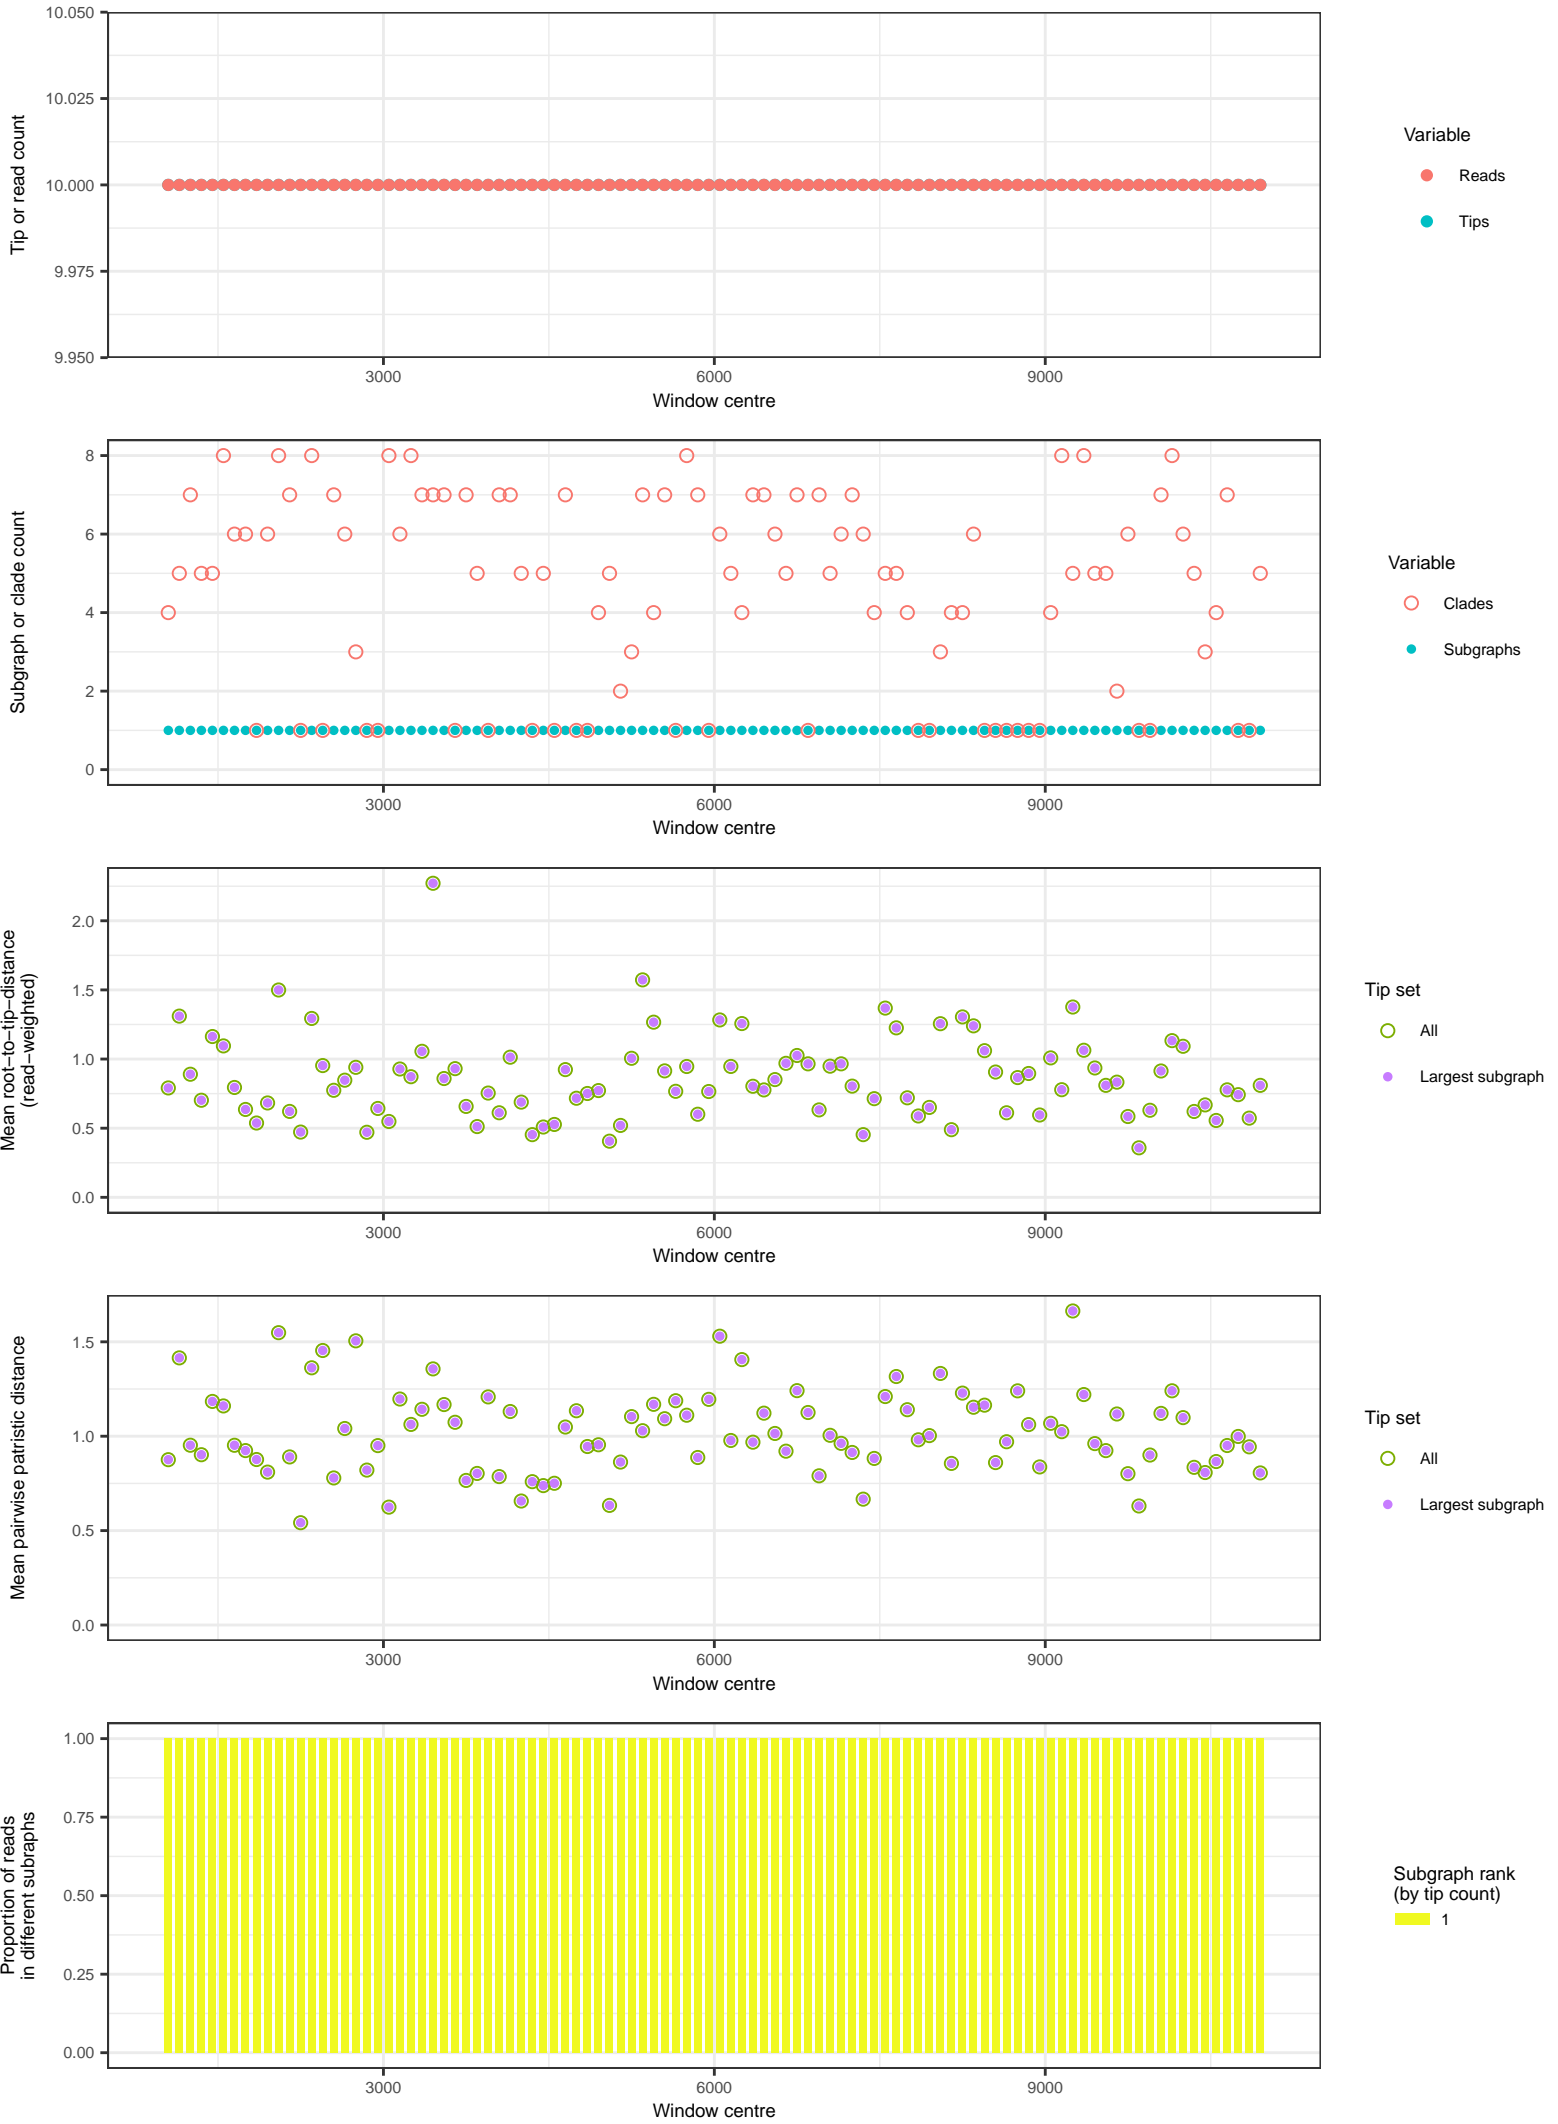 10.050
10.025
10.000
9.975
9.950
Tip or read count
3000
6000
9000
Window centre
Variable
Reads
Tips
8
6
4
2
0
Subgraph or clade count
3000
6000
9000
Window centre
Variable
Clades
Subgraphs
2.0
1.5
1.0
0.5
0.0
Mean root−to−tip−distance
(read−weighted)
3000
6000
9000
Window centre
Tip set
All
Largest subgraph
1.5
1.0
0.5
0.0
Mean pairwise patristic distance
3000
6000
9000
Window centre
Tip set
All
Largest subgraph
1.00
0.75
0.50
0.25
0.00
Proportion of reads
in different subraphs
3000
6000
9000
Window centre
Subgraph rank
(by tip count)
1